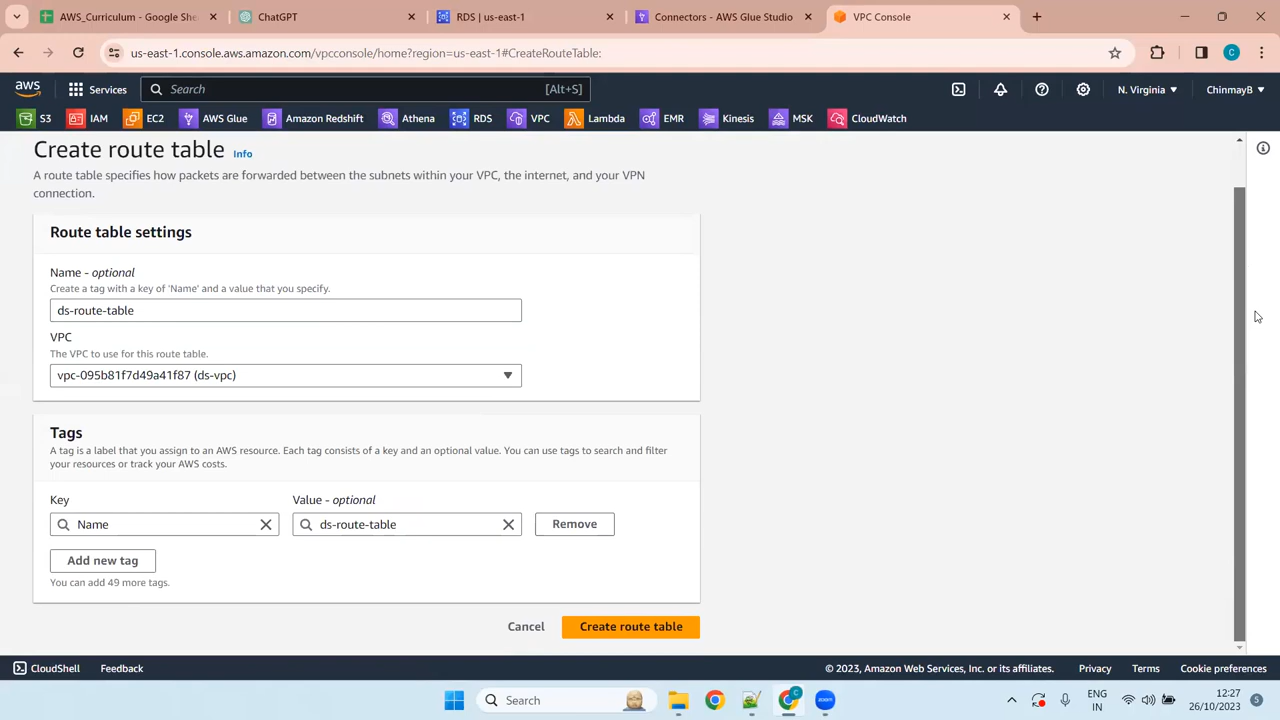 AWS_Curriculum - Google She
ChatGPT
RDS | us-east-1
Connectors - AWS Glue Studio
VPC Console
us-east-1.console.aws.amazon.com/vpcconsole/home?region=us-east-1#CreateRouteTable:
C
aws
Services
Search
[Alt+S]
N. Virginia
ChinmayB
S3
IAM
EC2
AWS Glue
Amazon Redshift
Athena
RDS
VPC
Lambda
EMR
Kinesis
MSK
CloudWatch
Create route table Info
A route table specifies how packets are forwarded between the subnets within your VPC, the internet, and your VPN
connection.
Route table settings
Name - optional
Create a tag with a key of 'Name' and a value that you specify.
ds-route-table
VPC
The VPC to use for this route table.
vpc-095b81f7d49a41f87 (ds-vpc)
Tags
A tag is a label that you assign to an AWS resource. Each tag consists of a key and an optional value. You can use tags to search and filter
your resources or track your AWS costs.
Key
Value - optional
Name
ds-route-table
Remove
Add new tag
You can add 49 more tags.
Cancel
Create route table
CloudShell
Feedback
© 2023, Amazon Web Services, Inc. or its affiliates.
Privacy
Terms
Cookie preferences
Search
C
zoom
ENG
IN
12:27
26/10/2023
5